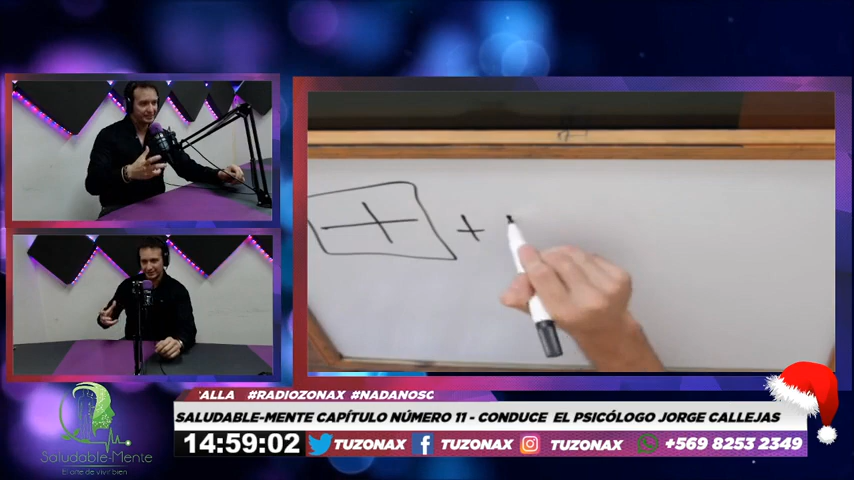 + +
'ALLA #RADIOZONAX #NADANOSC
SALUDABLE-MENTE CAPÍTULO NÚMERO 11 - CONDUCE EL PSICÓLOGO JORGE CALLEJAS
14:59:02 TUZONAX TUZONAX TUZONAX +569 8253 2349
Saludable-Mente
El arte de vivir bien